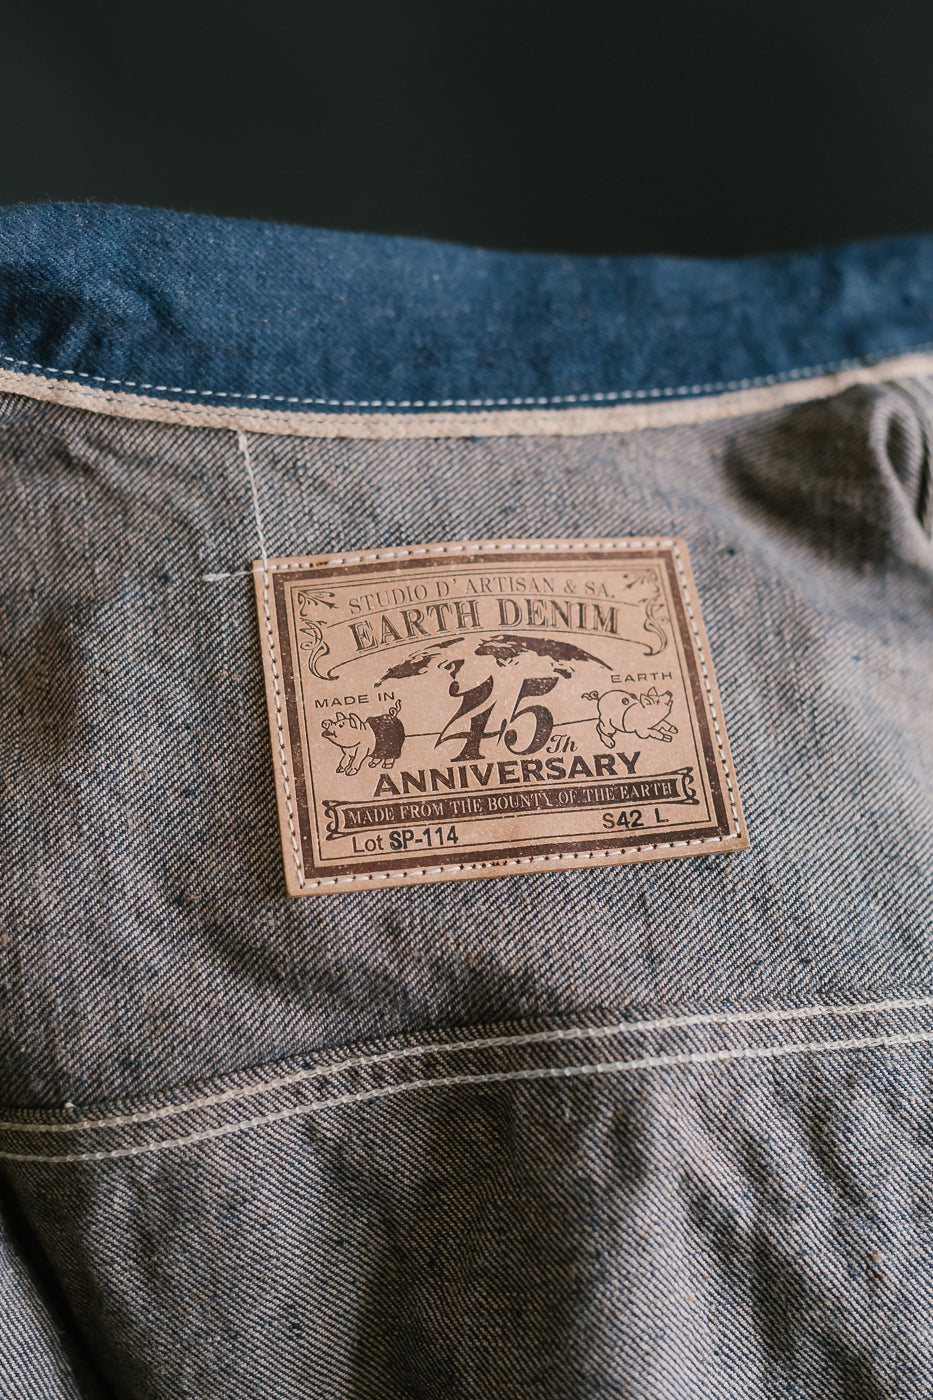 STUDIO D' ARTISAN & SA.
EARTH DENIM
MADE IN
EARTH
45Th
ANNIVERSARY
MADE FROM THE BOUNTY OF THE EARTH
Lot SP-114
S42 L